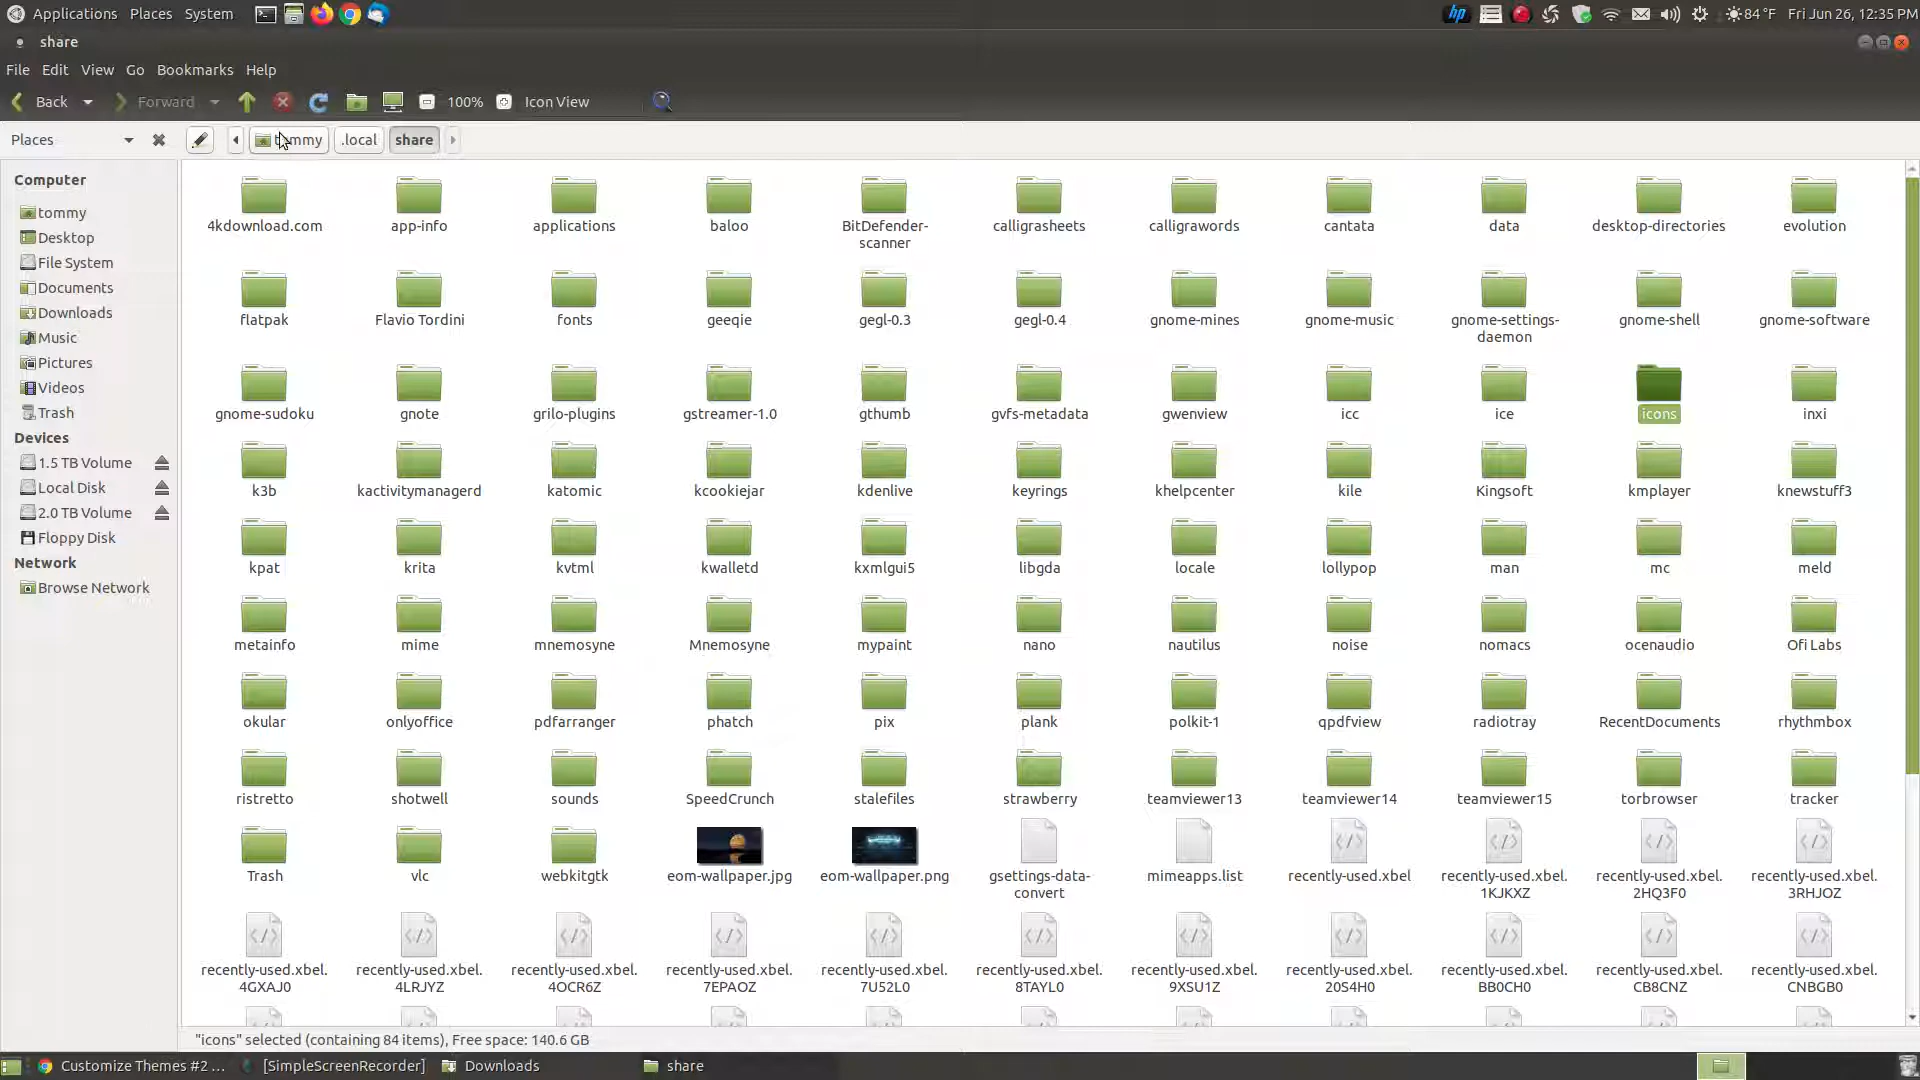 Applications Places System
hp 84 °F Fri Jun 26, 12:35 PM
share
File Edit View Go Bookmarks Help
Back Forward 100% Icon View
Places tommy .local share
Computer
tommy
Desktop
File System
Documents
Downloads
Music
Pictures
Videos
Trash
Devices
1.5 TB Volume
Local Disk
2.0 TB Volume
Floppy Disk
Network
Browse Network
4kdownload.com app-info applications baloo BitDefender-scanner calligrasheets calligrawords cantata data desktop-directories evolution
flatpak Flavio Tordini fonts geeqie gegl-0.3 gegl-0.4 gnome-mines gnome-music gnome-settings-daemon gnome-shell gnome-software
gnome-sudoku gnote grilo-plugins gstreamer-1.0 gthumb gvfs-metadata gwenview icc ice icons inxi
k3b kactivitymanagerd katomic kcookiejar kdenlive keyrings khelpcenter kile Kingsoft kmplayer knewstuff3
kpat krita kvtml kwalletd kxmlgui5 libgda locale lollypop man mc meld
metainfo mime mnemosyne Mnemosyne mypaint nano nautilus noise nomacs ocenaudio Ofi Labs
okular onlyoffice pdfarranger phatch pix plank polkit-1 qpdfview radiotray RecentDocuments rhythmbox
ristretto shotwell sounds SpeedCrunch stalefiles strawberry teamviewer13 teamviewer14 teamviewer15 torbrowser tracker
Trash vlc webkitgtk eom-wallpaper.jpg eom-wallpaper.png gsettings-data-convert mimeapps.list recently-used.xbel recently-used.xbel.1KJKXZ recently-used.xbel.2HQ3F0 recently-used.xbel.3RHJOZ
recently-used.xbel.4GXAJ0 recently-used.xbel.4LRJYZ recently-used.xbel.4OCR6Z recently-used.xbel.7EPAOZ recently-used.xbel.7U52L0 recently-used.xbel.8TAYL0 recently-used.xbel.9XSU1Z recently-used.xbel.20S4H0 recently-used.xbel.BB0CH0 recently-used.xbel.CB8CNZ recently-used.xbel.CNBGB0
"icons" selected (containing 84 items), Free space: 140.6 GB
Customize Themes #2 ... [SimpleScreenRecorder] Downloads share